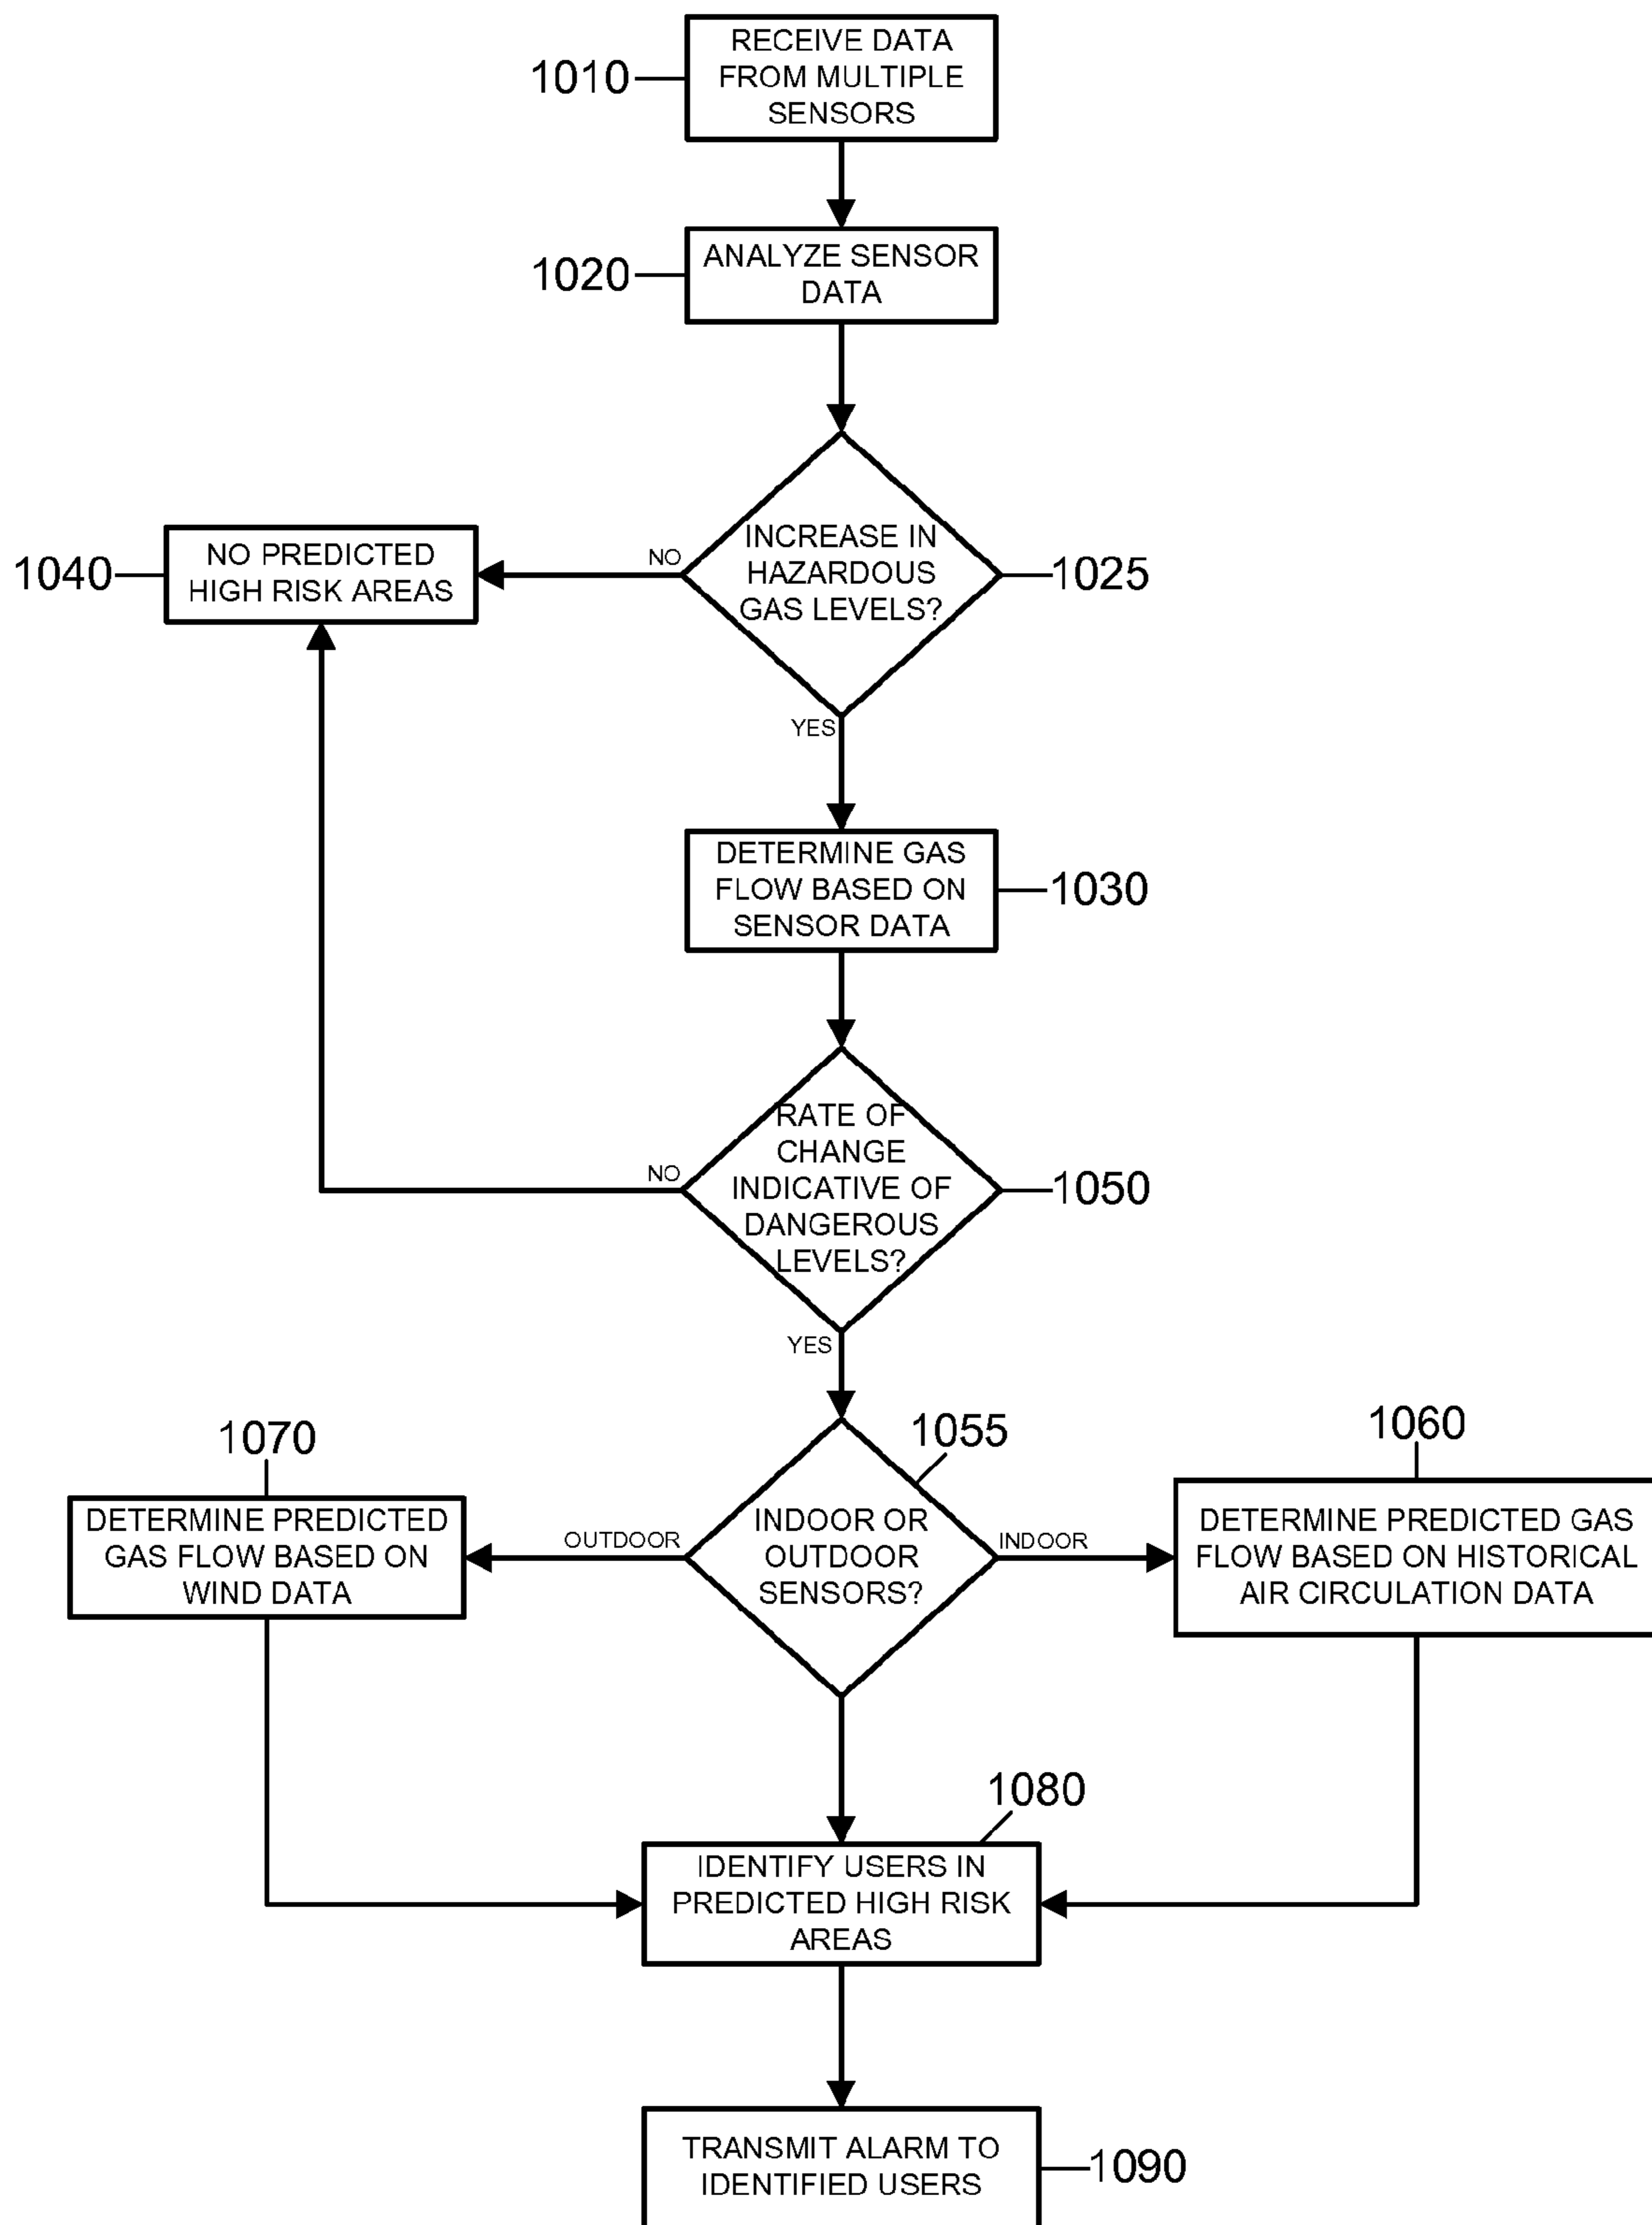 RECEIVE DATA
FROM MULTIPLE
SENSORS
1010
ANALYZE SENSOR
DATA
1020
INCREASE IN
HAZARDOUS
GAS LEVELS?
1025
NO
NO PREDICTED
HIGH RISK AREAS
1040
YES
DETERMINE GAS
FLOW BASED ON
SENSOR DATA
1030
RATE OF
CHANGE
INDICATIVE OF
DANGEROUS
LEVELS?
1050
NO
YES
1055
INDOOR OR
OUTDOOR
SENSORS?
OUTDOOR
INDOOR
1070
DETERMINE PREDICTED
GAS FLOW BASED ON
WIND DATA
1060
DETERMINE PREDICTED GAS
FLOW BASED ON HISTORICAL
AIR CIRCULATION DATA
1080
IDENTIFY USERS IN
PREDICTED HIGH RISK
AREAS
TRANSMIT ALARM TO
IDENTIFIED USERS
1090